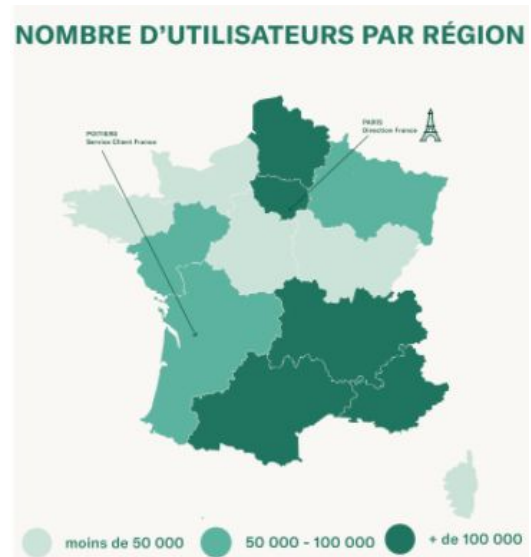 NOMBRE D'UTILISATEURS PAR RÉGION
POITIERS
Service Client France
PARIS
Direction France
moins de 50 000
50 000 - 100 000
+ de 100 000